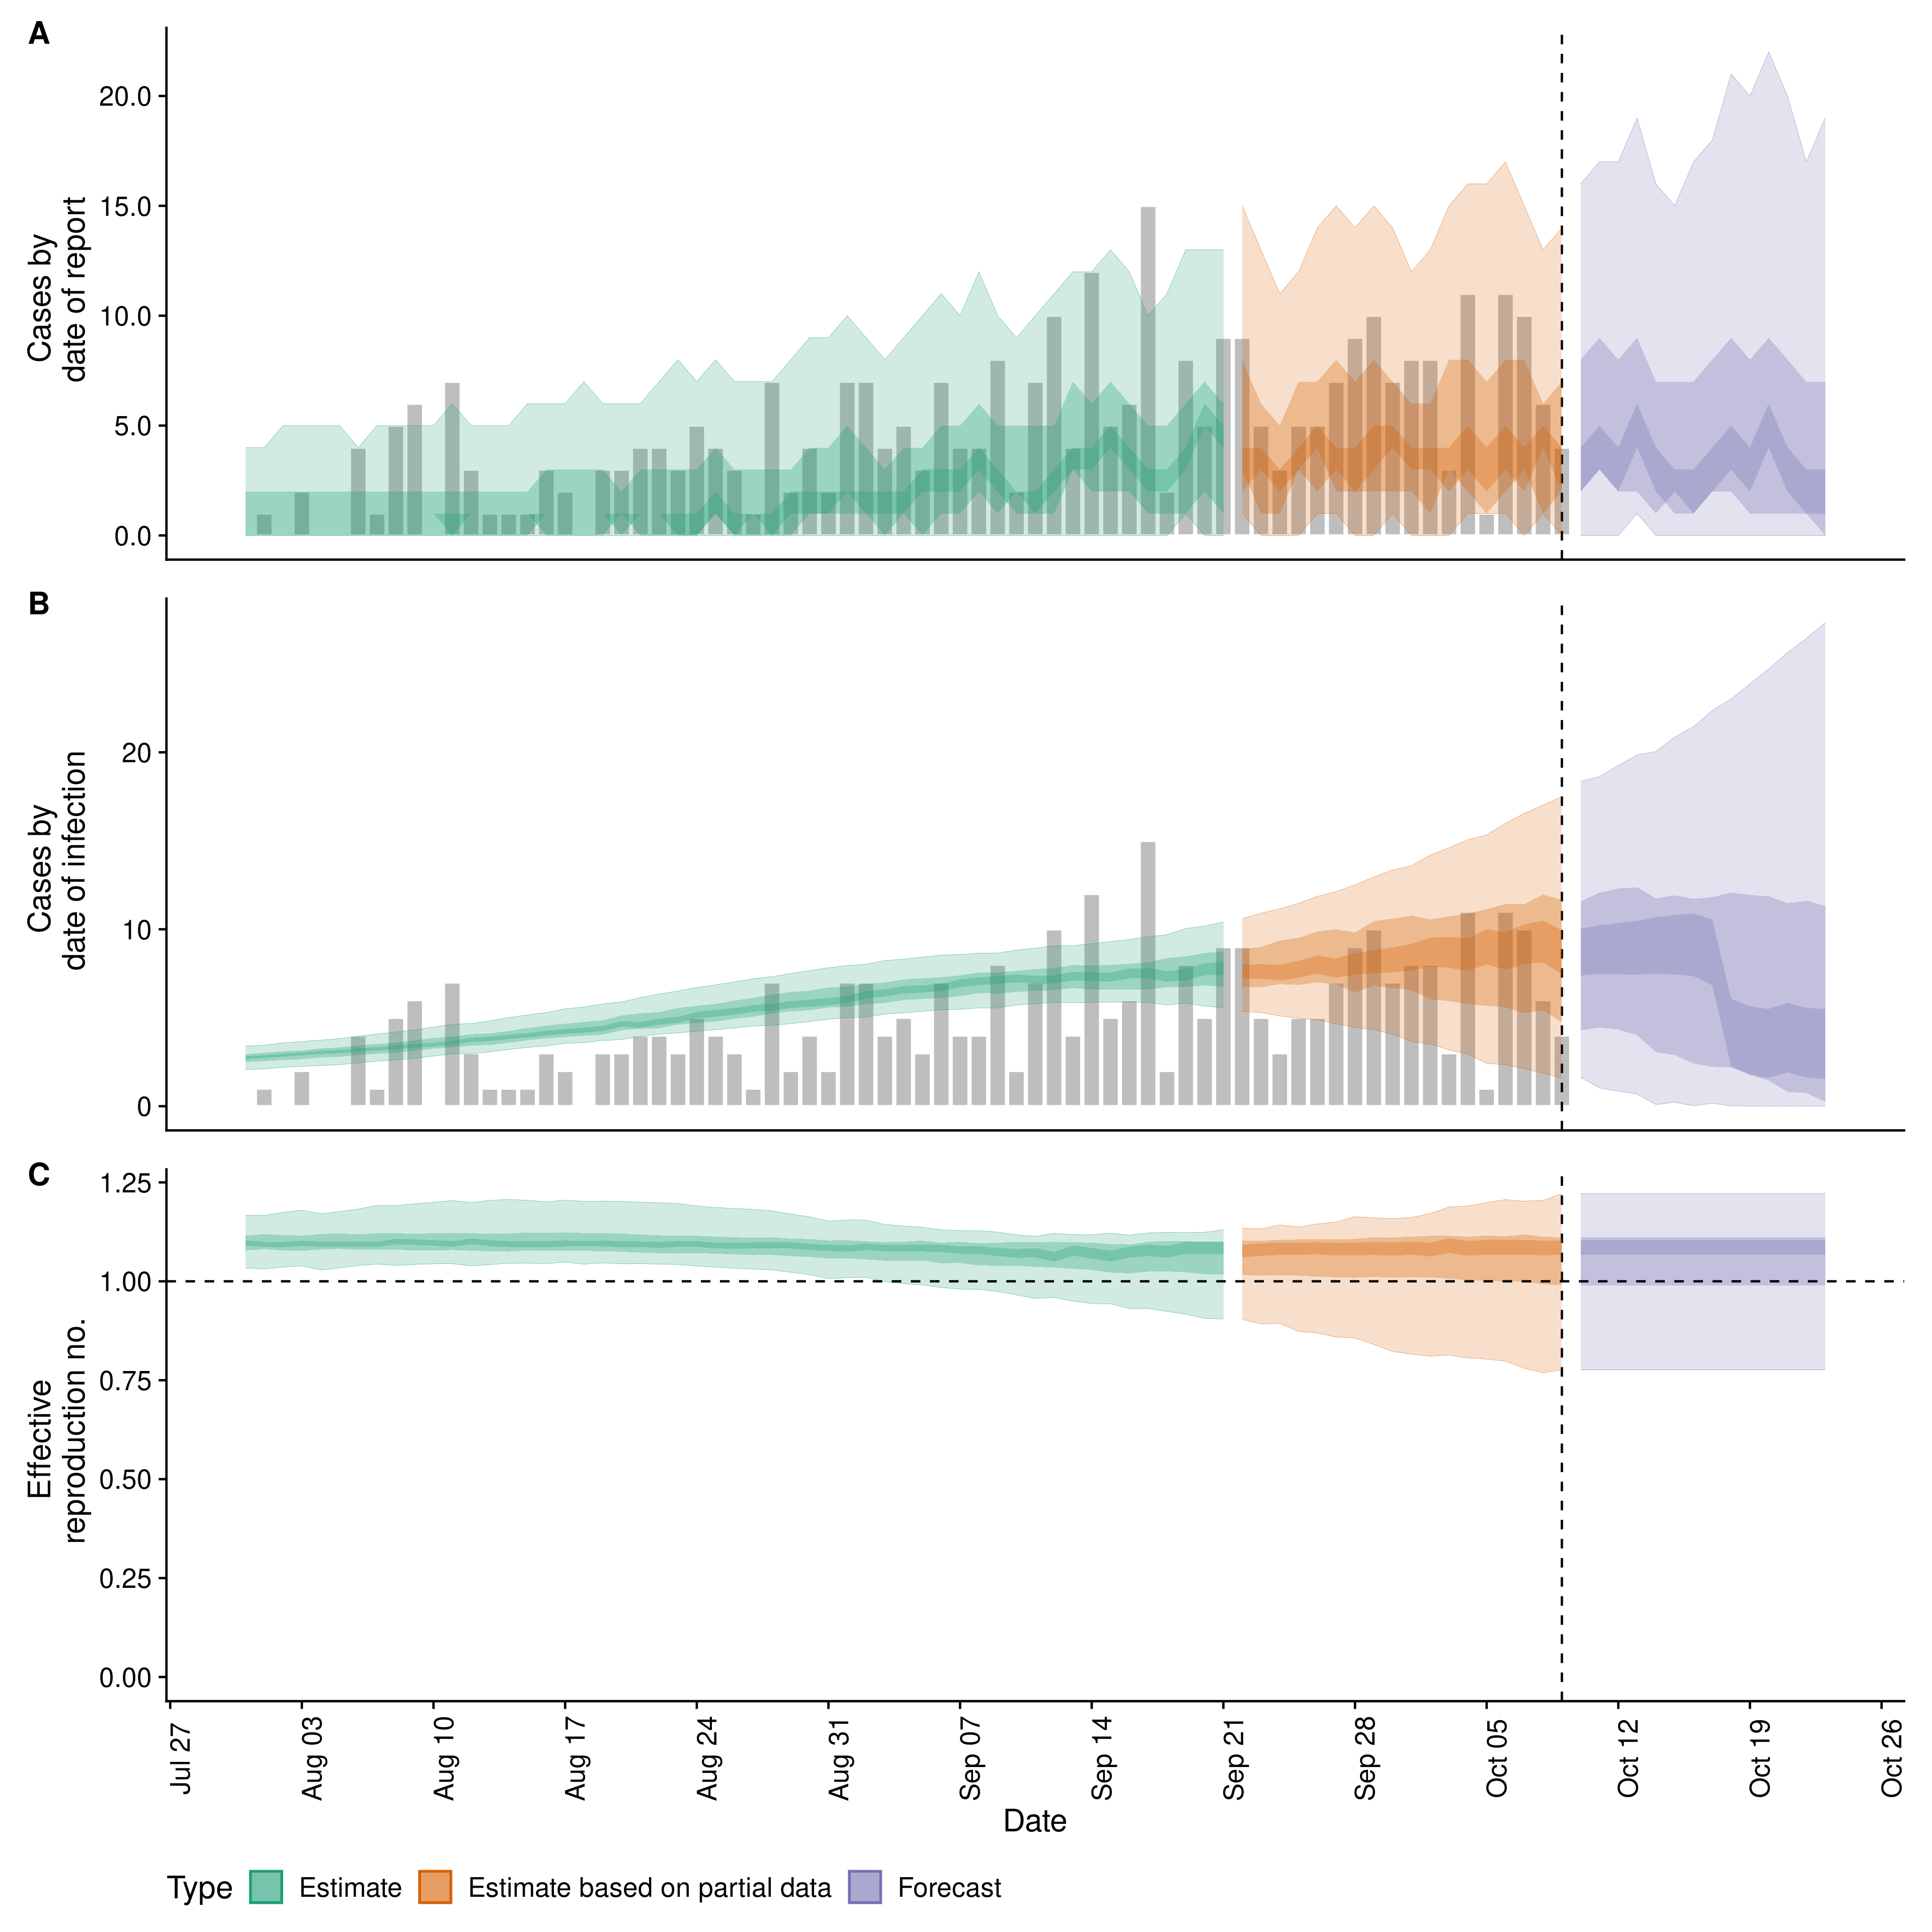 A
Cases by
date of report
20.0
15.0
10.0
5.0
0.0
B
Cases by
date of infection
20
10
0
C
Effective
reproduction no.
1.25
1.00
0.75
0.50
0.25
0.00
Jul 27
Aug 03
Aug 10
Aug 17
Aug 24
Aug 31
Sep 07
Sep 14
Sep 21
Sep 28
Oct 05
Oct 12
Oct 19
Oct 26
Date
Type Estimate Estimate based on partial data Forecast